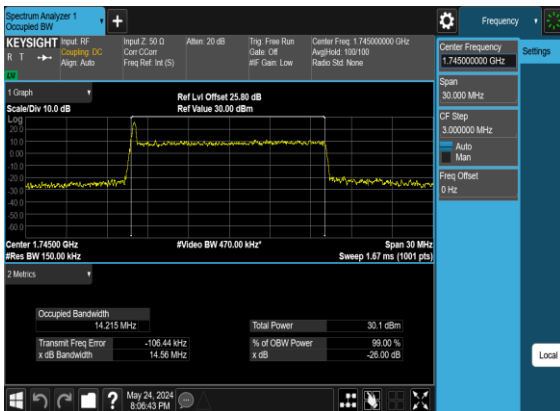 Spectrum Analyzer 1
Occupied BW
Frequency
KEYSIGHT
Input: RF
Coupling: DC
Align: Auto
Input Z: 50 Ω
Corr CCorr
Freq Ref: Int (S)
Atten: 20 dB
Trig: Free Run
Gate: Off
#IF Gain: Low
Center Freq: 1.745000000 GHz
Avg|Hold: 100/100
Radio Std: None
R T
LV
Center Frequency
1.745000000 GHz
Settings
Span
30.000 MHz
CF Step
3.000000 MHz
Auto
Man
Freq Offset
0 Hz
Local
1 Graph
Scale/Div 10.0 dB
Ref Lvl Offset 25.80 dB
Ref Value 30.00 dBm
Log
20.0
10.0
0.00
-10.0
-20.0
-30.0
-40.0
-50.0
-60.0
Center 1.74500 GHz
#Res BW 150.00 kHz
#Video BW 470.00 kHz*
Span 30 MHz
Sweep 1.67 ms (1001 pts)
2 Metrics
Occupied Bandwidth
14.215 MHz
Total Power 30.1 dBm
Transmit Freq Error -106.44 kHz
% of OBW Power 99.00 %
x dB Bandwidth 14.56 MHz
x dB -26.00 dB
May 24, 2024
8:06:43 PM